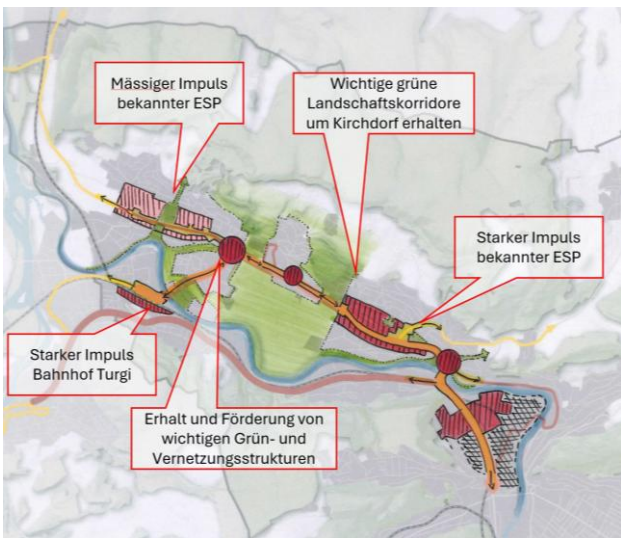 Mässiger Impuls
bekannter ESP
Wichtige grüne
Landschaftskorridore
um Kirchdorf erhalten
Starker Impuls
bekannter ESP
Starker Impuls
Bahnhof Turgi
Erhalt und Förderung von
wichtigen Grün- und
Vernetzungsstrukturen